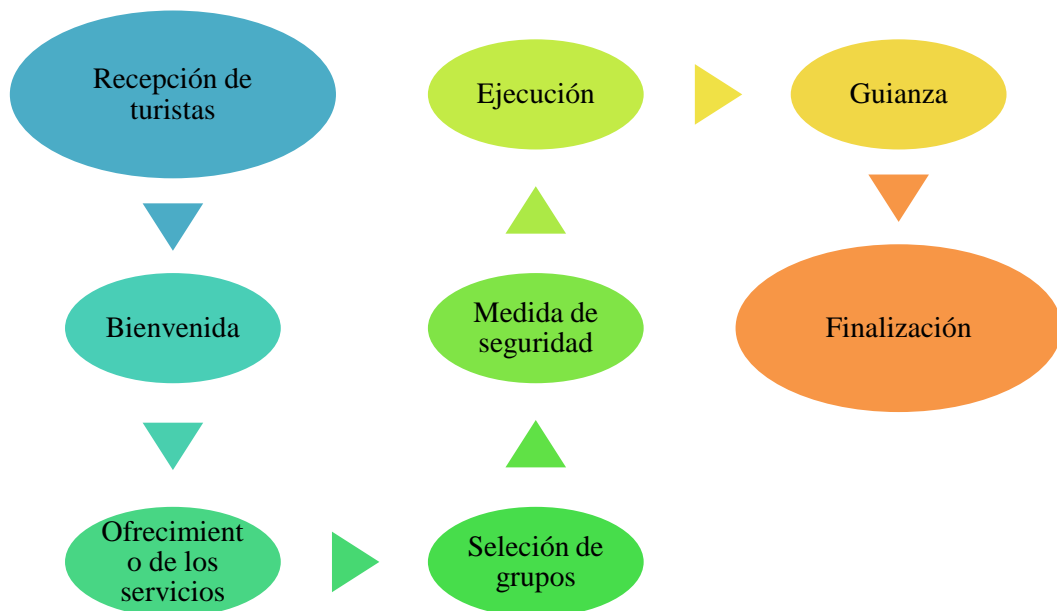 Recepción de
turistas
Bienvenida
Ofrecimient
o de los
servicios
Seleción de
grupos
Medida de
seguridad
Ejecución
Guianza
Finalización